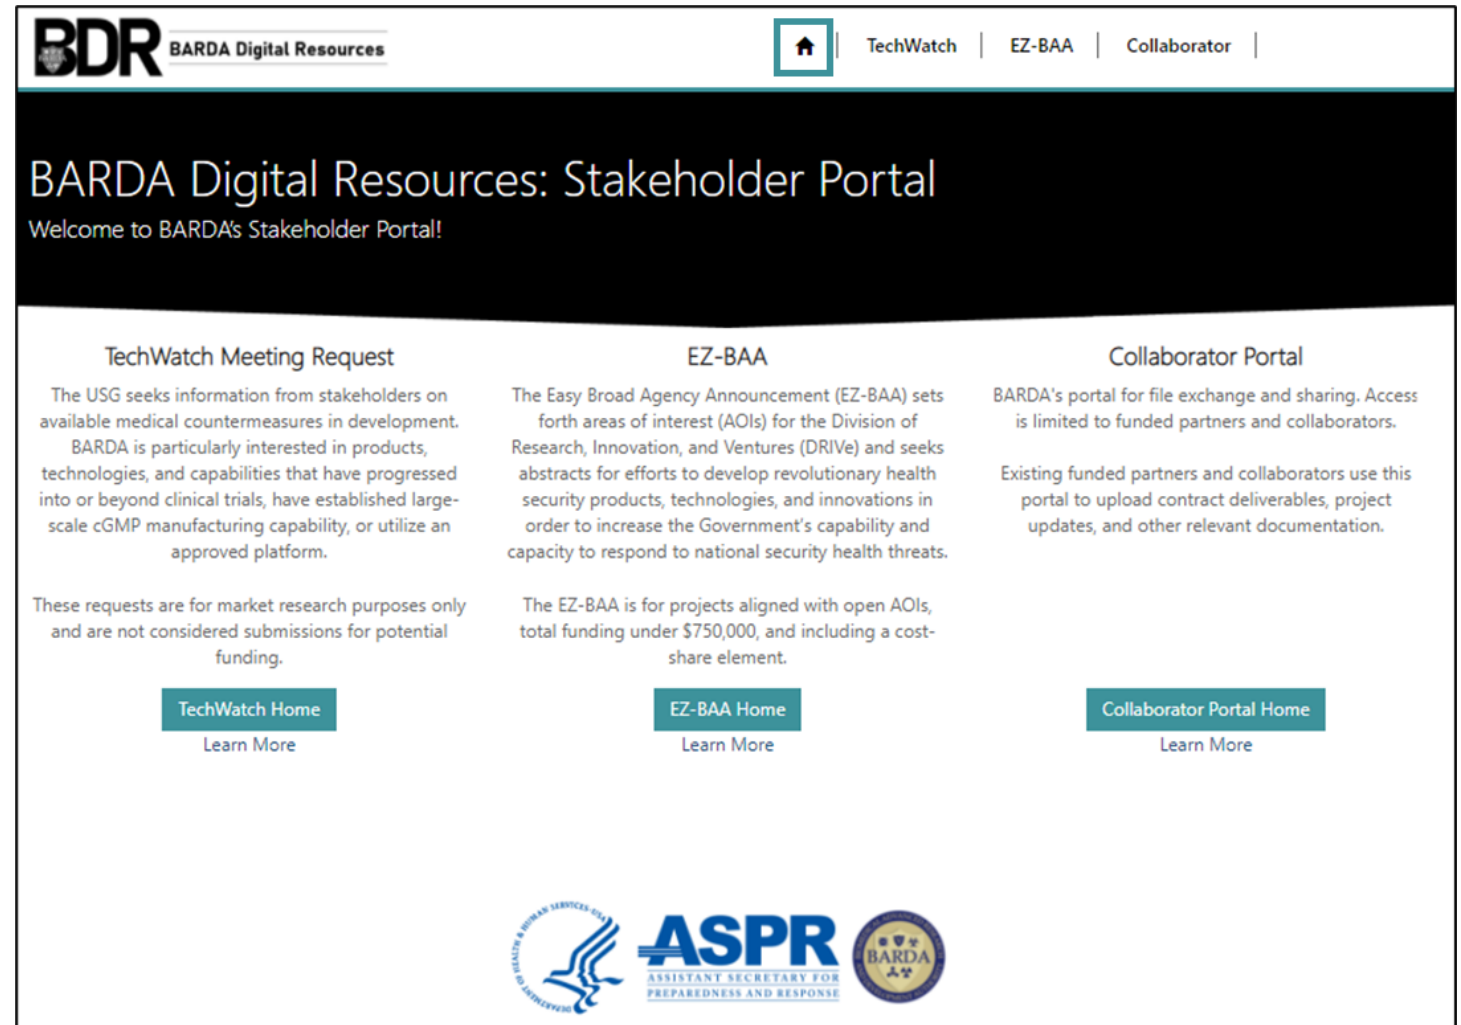 BDR BARDA Digital Resources
TechWatch
EZ-BAA
Collaborator
BARDA Digital Resources: Stakeholder Portal
Welcome to BARDA's Stakeholder Portal!
TechWatch Meeting Request
The USG seeks information from stakeholders on
available medical countermeasures in development.
BARDA is particularly interested in products,
technologies, and capabilities that have progressed
into or beyond clinical trials, have established large-
scale cGMP manufacturing capability, or utilize an
approved platform.
These requests are for market research purposes only
and are not considered submissions for potential
funding.
TechWatch Home
Learn More
EZ-BAA
The Easy Broad Agency Announcement (EZ-BAA) sets
forth areas of interest (AOIs) for the Division of
Research, Innovation, and Ventures (DRIVe) and seeks
abstracts for efforts to develop revolutionary health
security products, technologies, and innovations in
order to increase the Government's capability and
capacity to respond to national security health threats.
The EZ-BAA is for projects aligned with open AOIs,
total funding under $750,000, and including a cost-
share element.
EZ-BAA Home
Learn More
Collaborator Portal
BARDA's portal for file exchange and sharing. Access
is limited to funded partners and collaborators.
Existing funded partners and collaborators use this
portal to upload contract deliverables, project
updates, and other relevant documentation.
Collaborator Portal Home
Learn More
DEPARTMENT OF HEALTH & HUMAN SERVICES·USA
ASPR
ASSISTANT SECRETARY FOR
PREPAREDNESS AND RESPONSE
BARDA